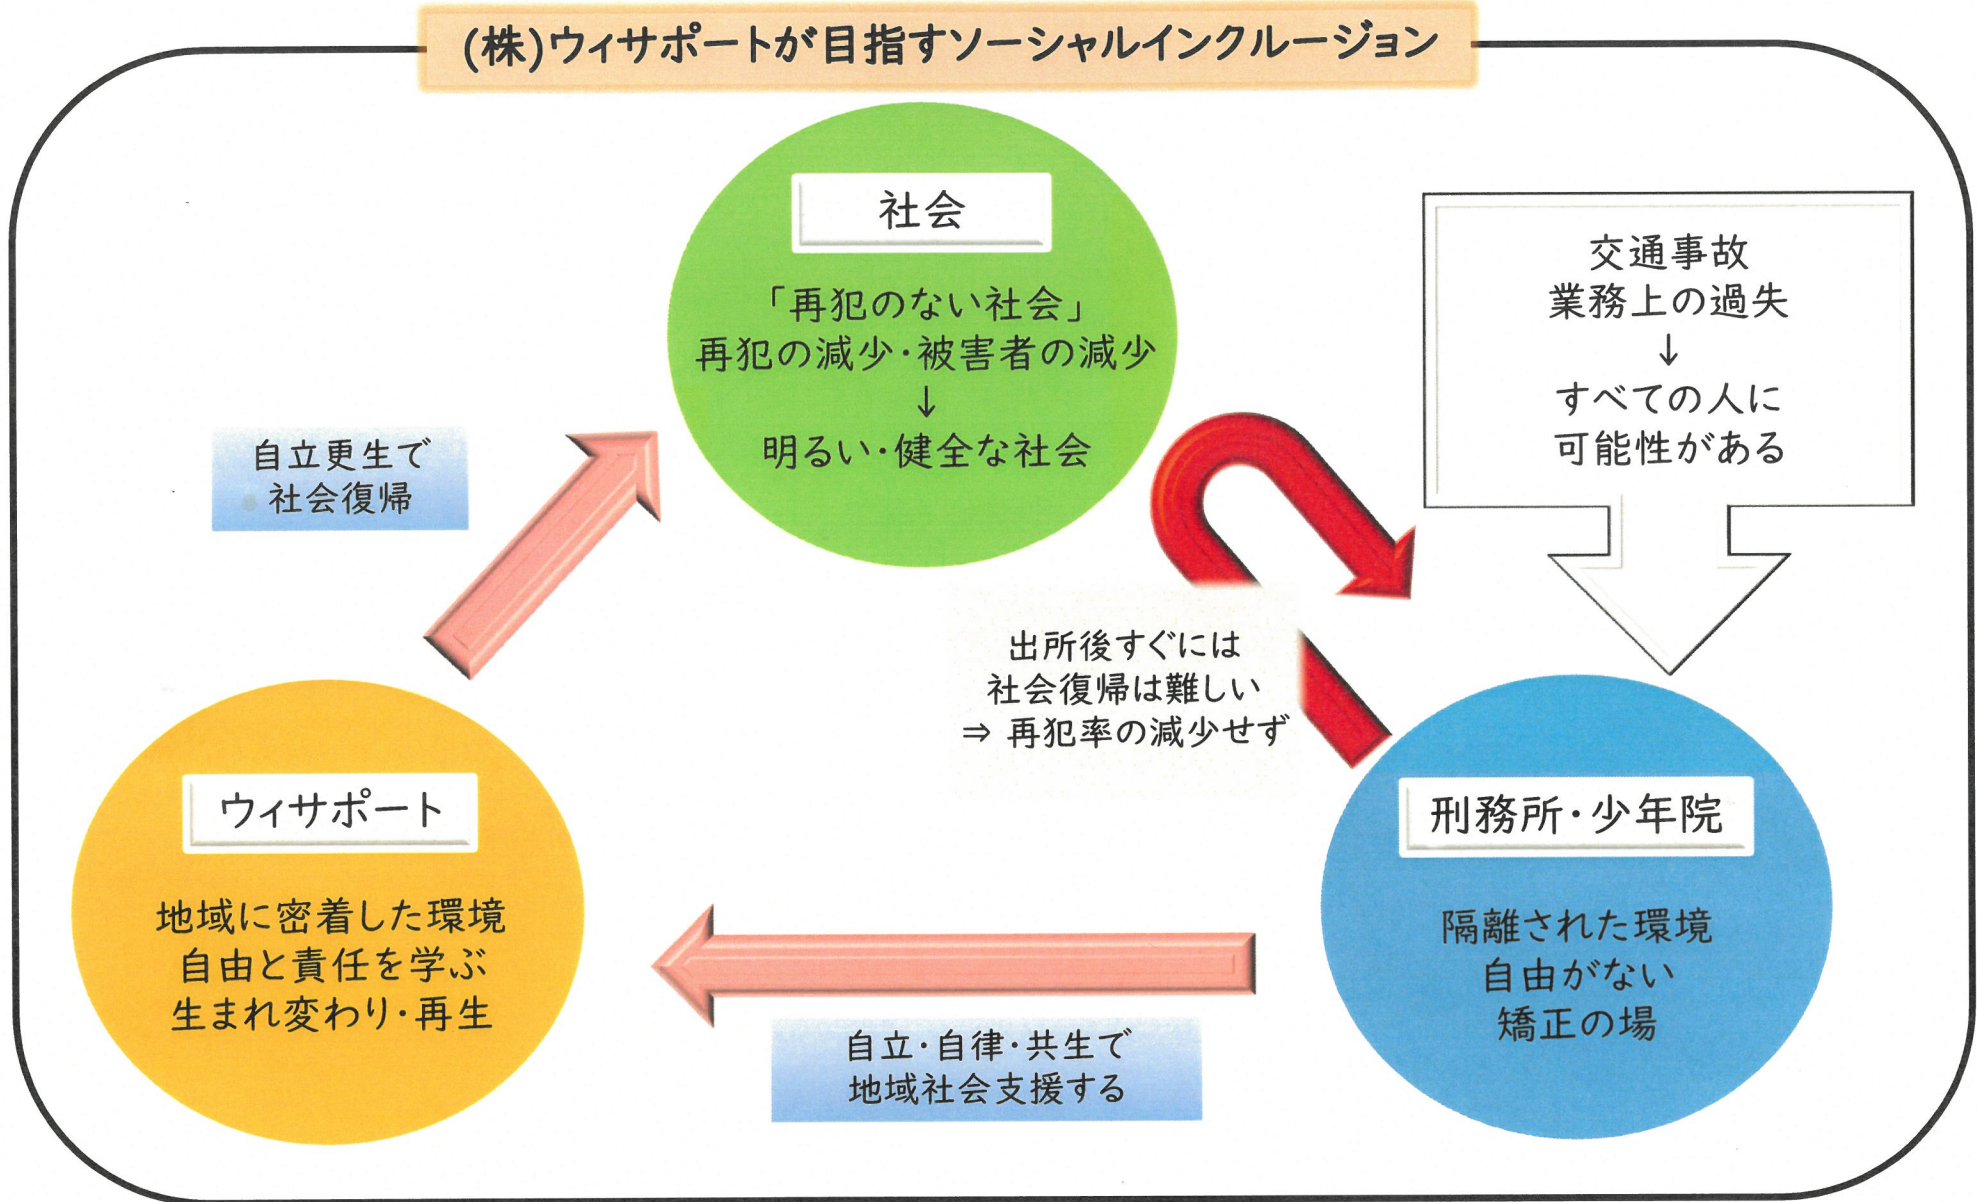 (株)ウィサポートが目指すソーシャルインクルージョン
社会
「再犯のない社会」
再犯の減少・被害者の減少
↓
明るい・健全な社会
交通事故
業務上の過失
↓
すべての人に
可能性がある
自立更生で
社会復帰
出所後すぐには
社会復帰は難しい
⇒ 再犯率の減少せず
ウィサポート
地域に密着した環境
自由と責任を学ぶ
生まれ変わり・再生
刑務所・少年院
隔離された環境
自由がない
矯正の場
自立・自律・共生で
地域社会支援する